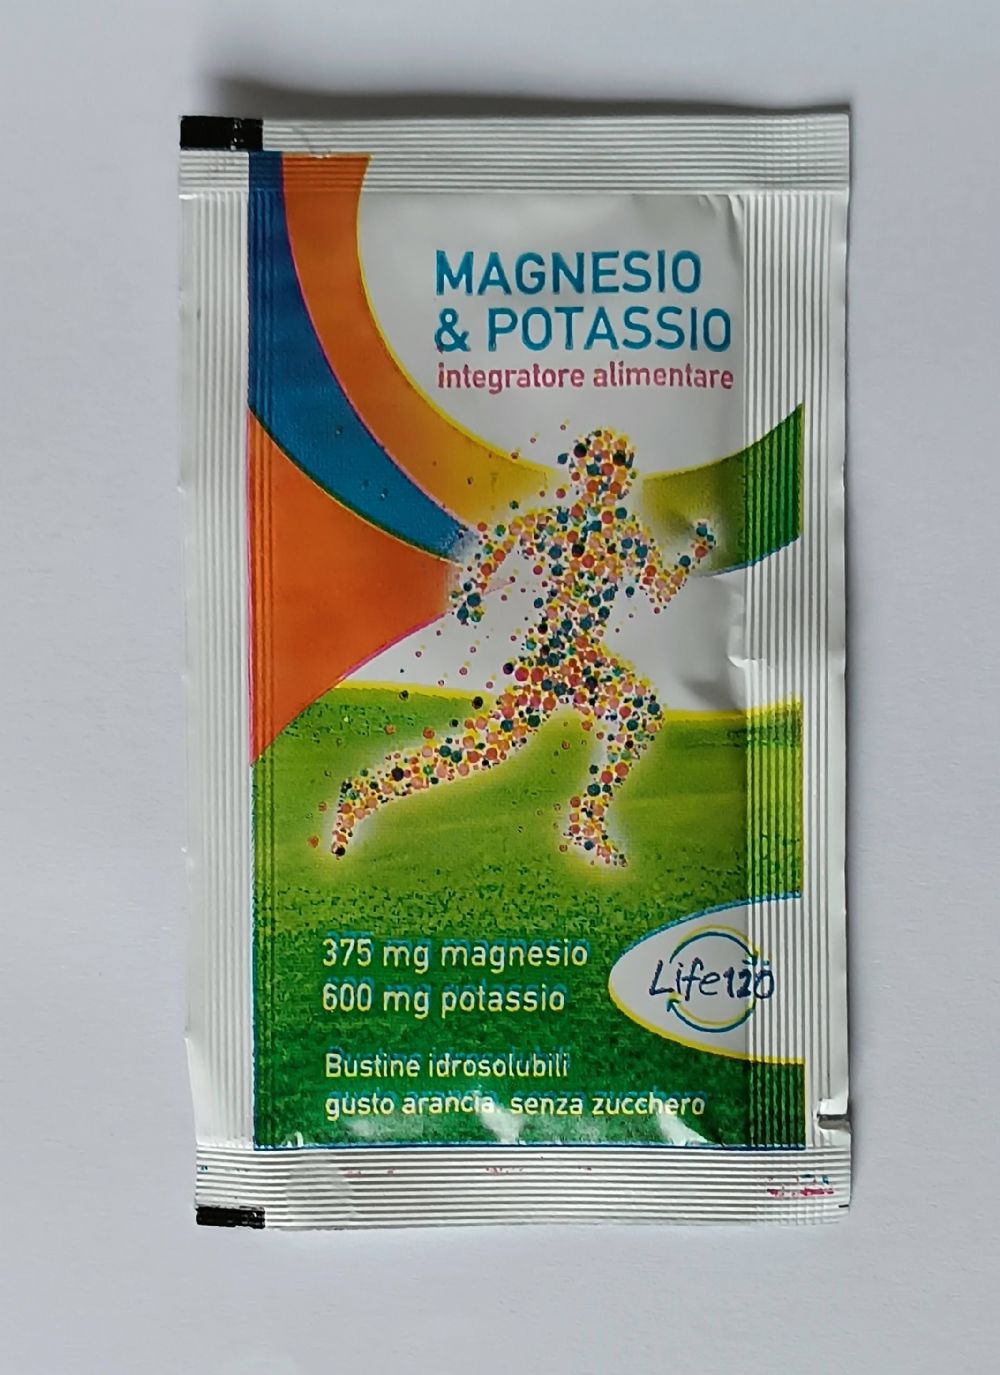 MAGNESIO
& POTASSIO
integratore alimentare
375 mg magnesio
600 mg potassio
Life120
Bustine idrosolubili
gusto arancia, senza zucchero